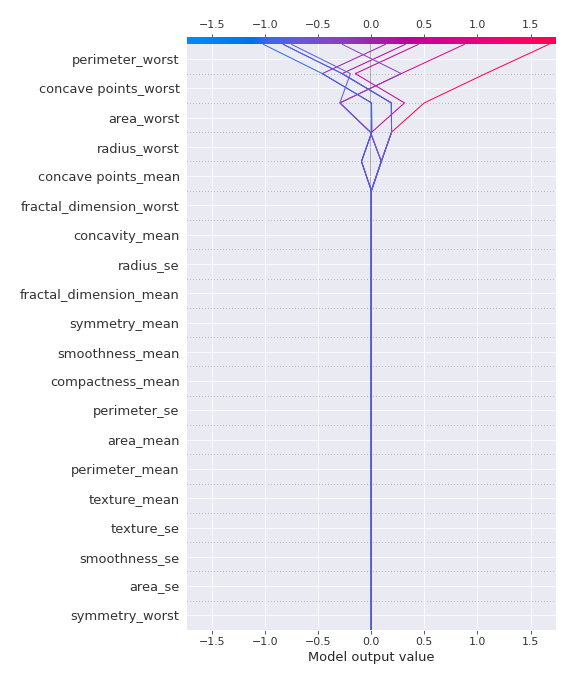 −1.5 −1.0 −0.5 0.0 0.5 1.0 1.5
perimeter_worst
concave points_worst
area_worst
radius_worst
concave points_mean
fractal_dimension_worst
concavity_mean
radius_se
fractal_dimension_mean
symmetry_mean
smoothness_mean
compactness_mean
perimeter_se
area_mean
perimeter_mean
texture_mean
texture_se
smoothness_se
area_se
symmetry_worst
−1.5 −1.0 −0.5 0.0 0.5 1.0 1.5
Model output value